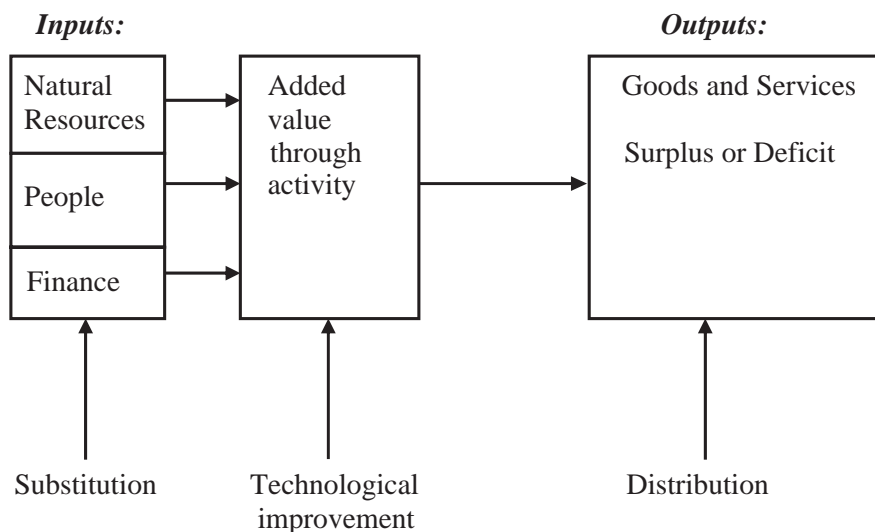 Inputs:
Outputs:
Natural
Resources
People
Finance
Added
value
through
activity
Goods and Services
Surplus or Deficit
Substitution
Technological
improvement
Distribution